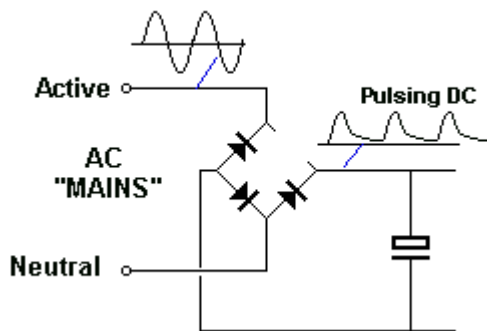 Active
Pulsing DC
AC
"MAINS"
Neutral